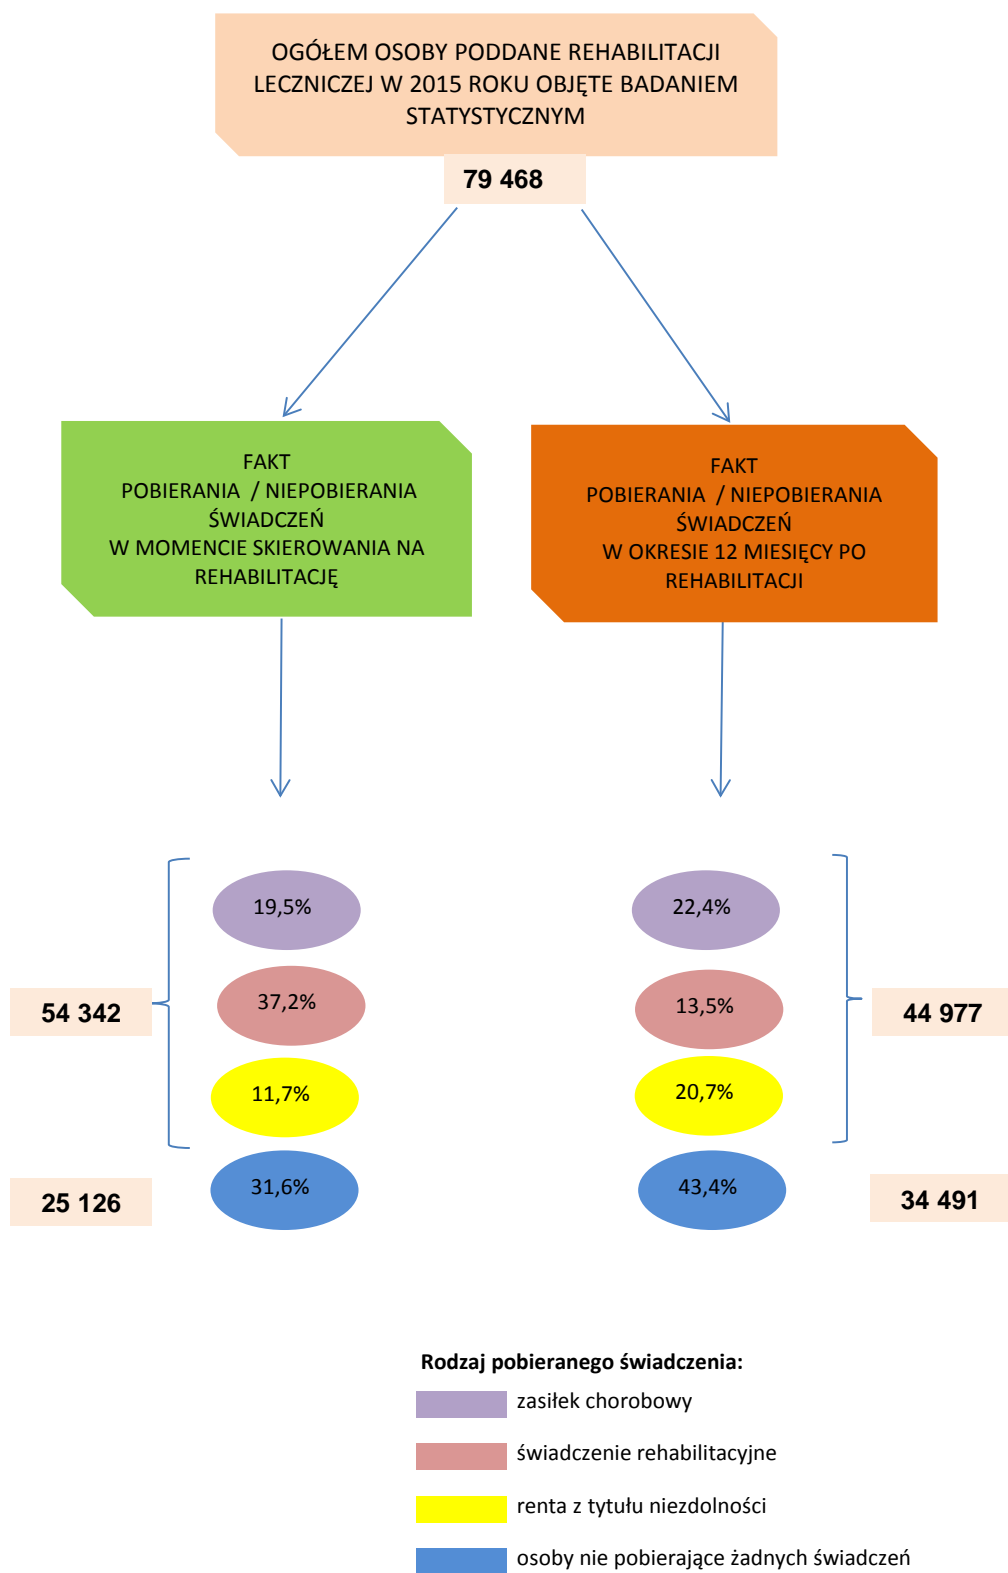 OGÓŁEM OSOBY PODDANE REHABILITACJI
LECZNICZEJ W 2015 ROKU OBJĘTE BADANIEM
STATYSTYCZNYM
79 468
FAKT
POBIERANIA / NIEPOBIERANIA
ŚWIADCZEŃ
W MOMENCIE SKIEROWANIA NA
REHABILITACJĘ
FAKT
POBIERANIA / NIEPOBIERANIA
ŚWIADCZEŃ
W OKRESIE 12 MIESIĘCY PO
REHABILITACJI
19,5%
37,2%
11,7%
31,6%
54 342
25 126
22,4%
13,5%
20,7%
43,4%
44 977
34 491
Rodzaj pobieranego świadczenia:
zasiłek chorobowy
świadczenie rehabilitacyjne
renta z tytułu niezdolności
osoby nie pobierające żadnych świadczeń